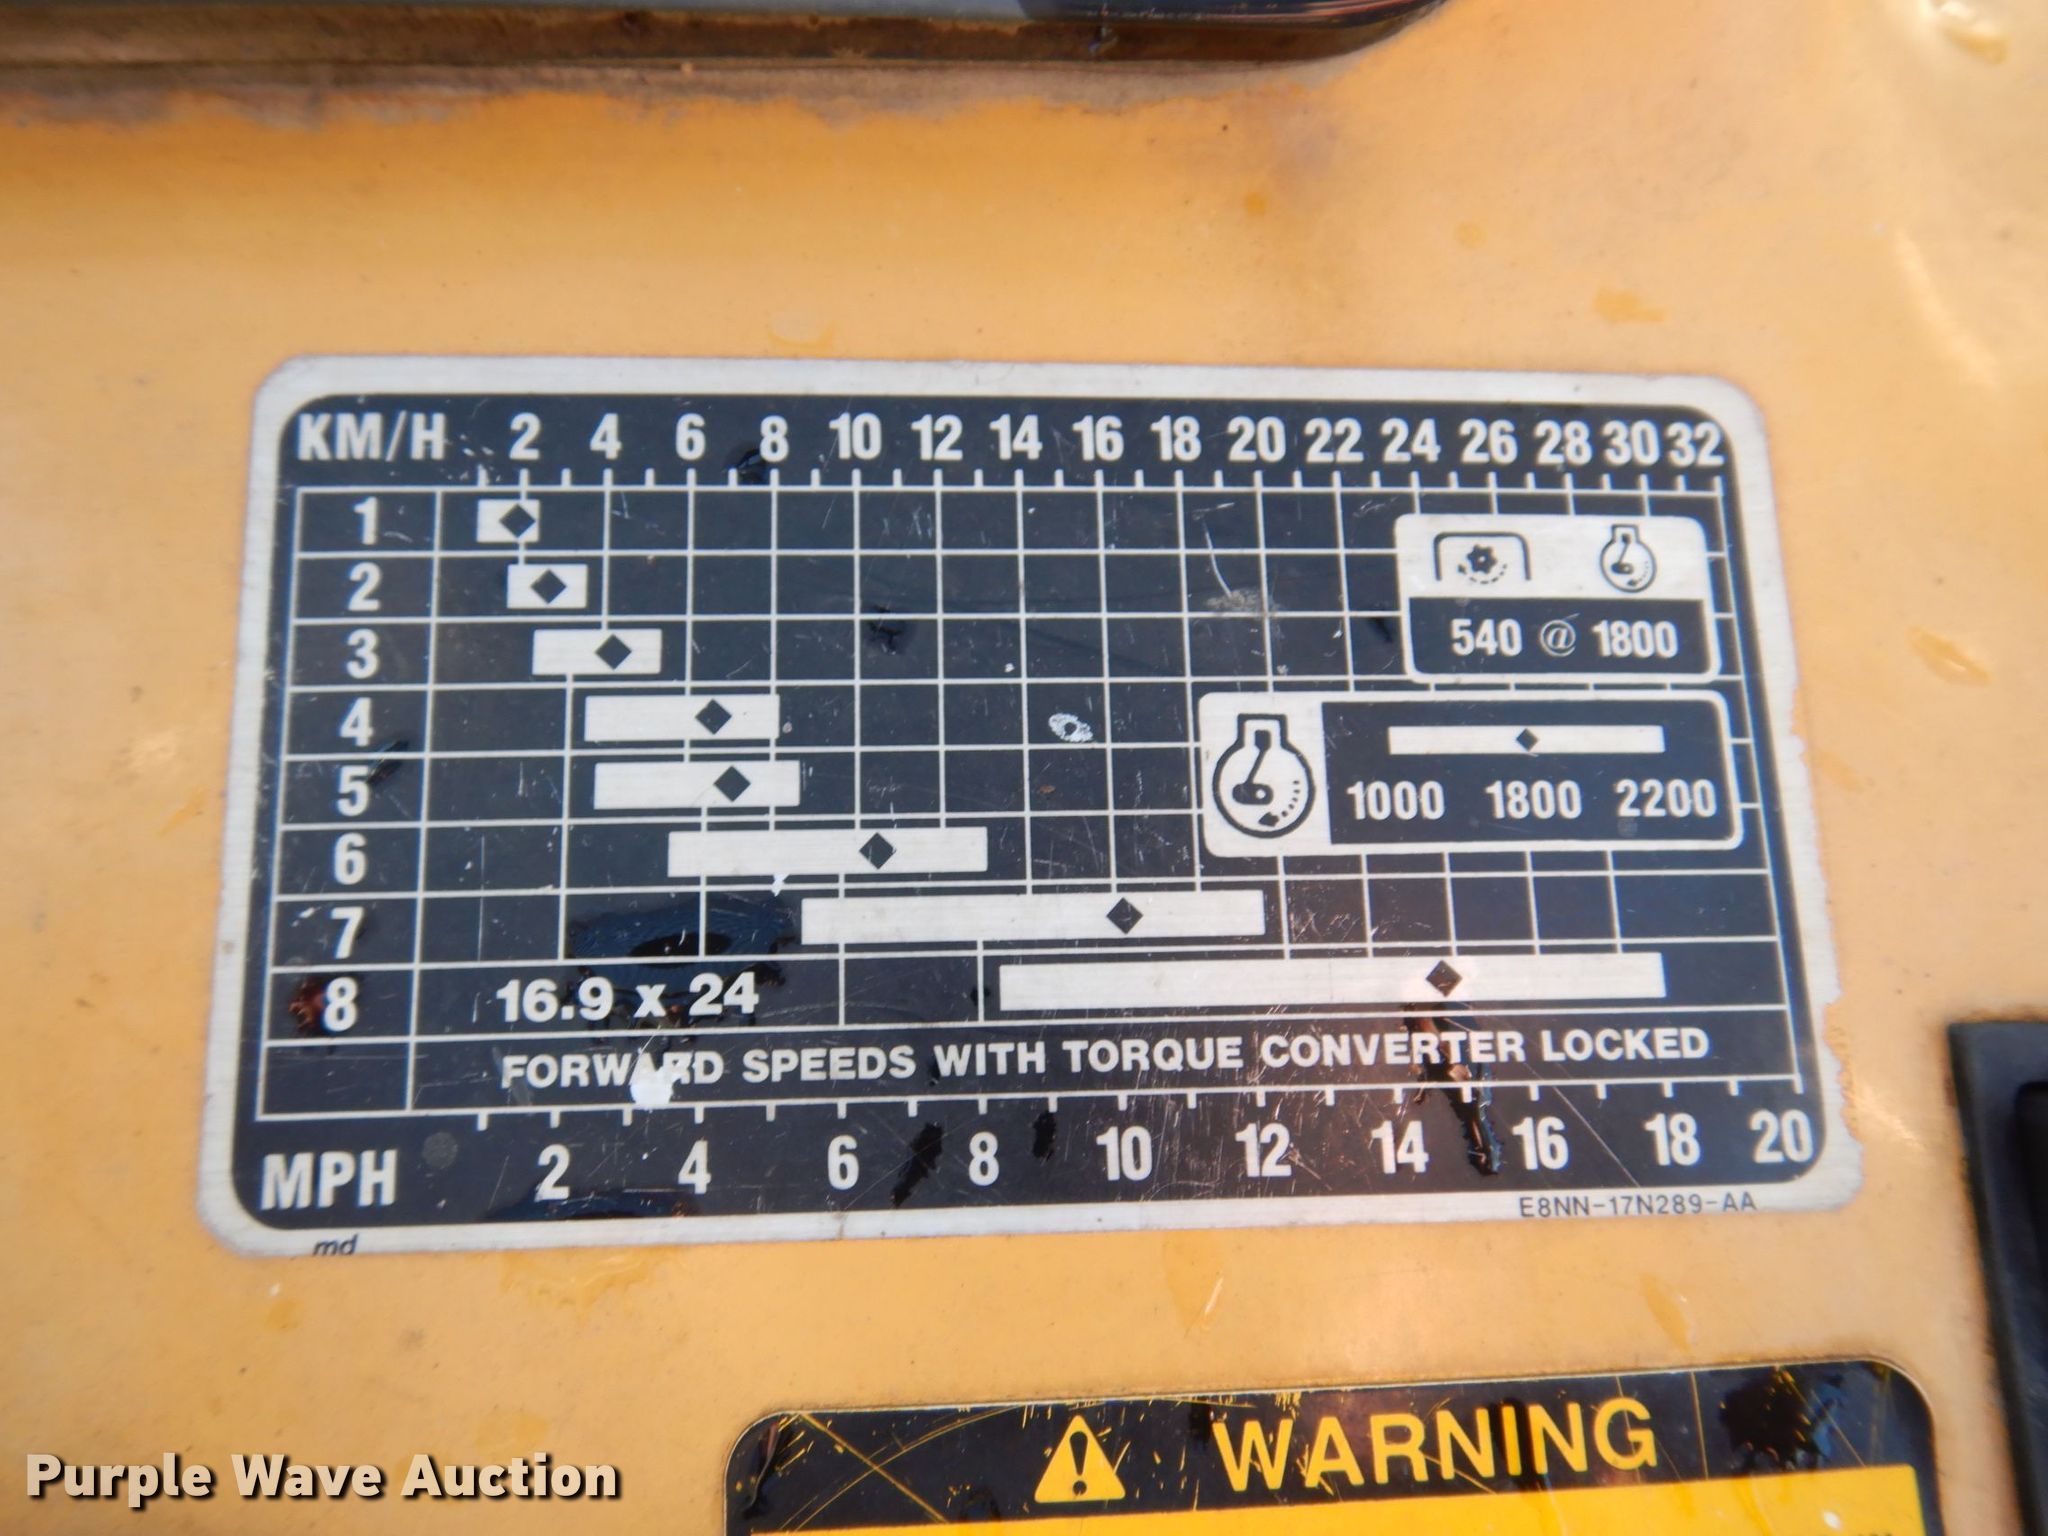 KM/H 2 4 6 8 10 12 14 16 18 20 22 24 26 28 30 32
1
2
3
540 @ 1800
4
5
1000 1800 2200
6
7
8 16.9 x 24
FORWARD SPEEDS WITH TORQUE CONVERTER LOCKED
MPH 2 4 6 8 10 12 14 16 18 20
E8NN-17N289-AA
md
WARNING
Purple Wave Auction